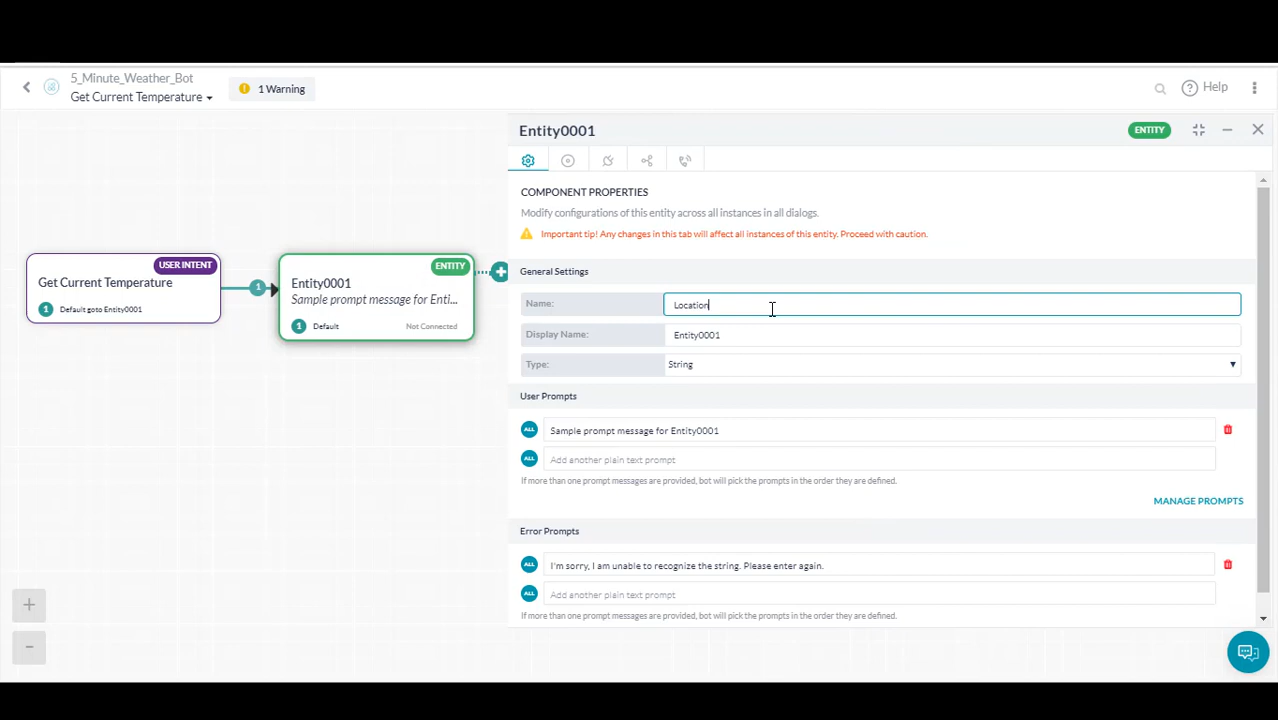 5_Minute_Weather_Bot
Get Current Temperature
1 Warning
Help
USER INTENT
Get Current Temperature
1 Default goto Entity0001
1
ENTITY
Entity0001
Sample prompt message for Enti...
1 Default Not Connected
Entity0001 ENTITY
COMPONENT PROPERTIES
Modify configurations of this entity across all instances in all dialogs.
Important tip! Any changes in this tab will affect all instances of this entity. Proceed with caution.
General Settings
Name: Location
Display Name: Entity0001
Type: String
User Prompts
ALL Sample prompt message for Entity0001
ALL Add another plain text prompt
If more than one prompt messages are provided, bot will pick the prompts in the order they are defined.
MANAGE PROMPTS
Error Prompts
ALL I'm sorry, I am unable to recognize the string. Please enter again.
ALL Add another plain text prompt
If more than one prompt messages are provided, bot will pick the prompts in the order they are defined.